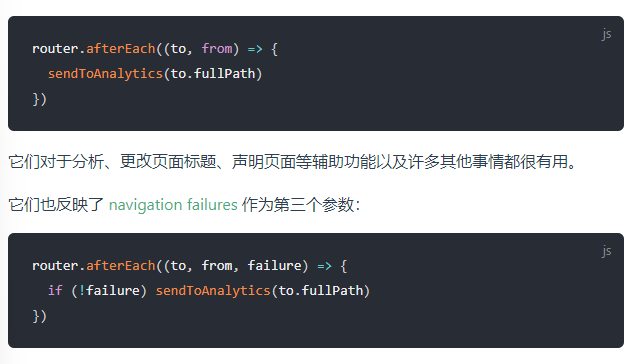 js
router.afterEach((to, from) => {
  sendToAnalytics(to.fullPath)
})
它们对于分析、更改页面标题、声明页面等辅助功能以及许多其他事情都很有用。
它们也反映了 navigation failures 作为第三个参数：
js
router.afterEach((to, from, failure) => {
  if (!failure) sendToAnalytics(to.fullPath)
})